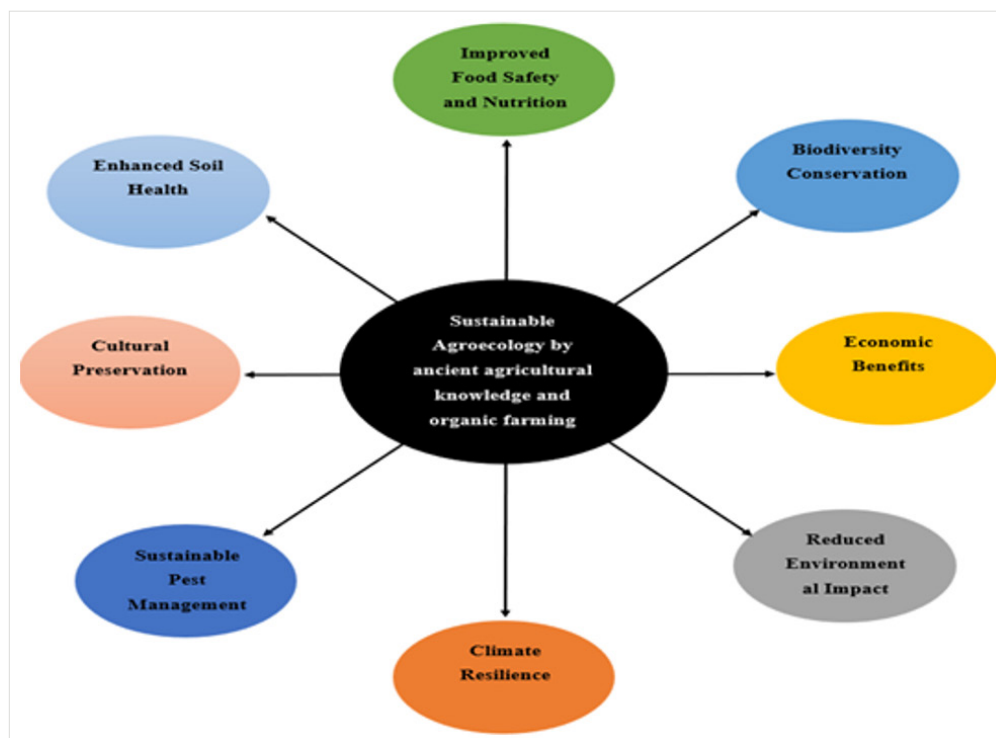 Improved
Food Safety
and Nutrition
Enhanced Soil
Health
Biodiversity
Conservation
Sustainable
Agroecology by
ancient agricultural
knowledge and
organic farming
Cultural
Preservation
Economic
Benefits
Sustainable
Pest
Management
Reduced
Environment
al Impact
Climate
Resilience